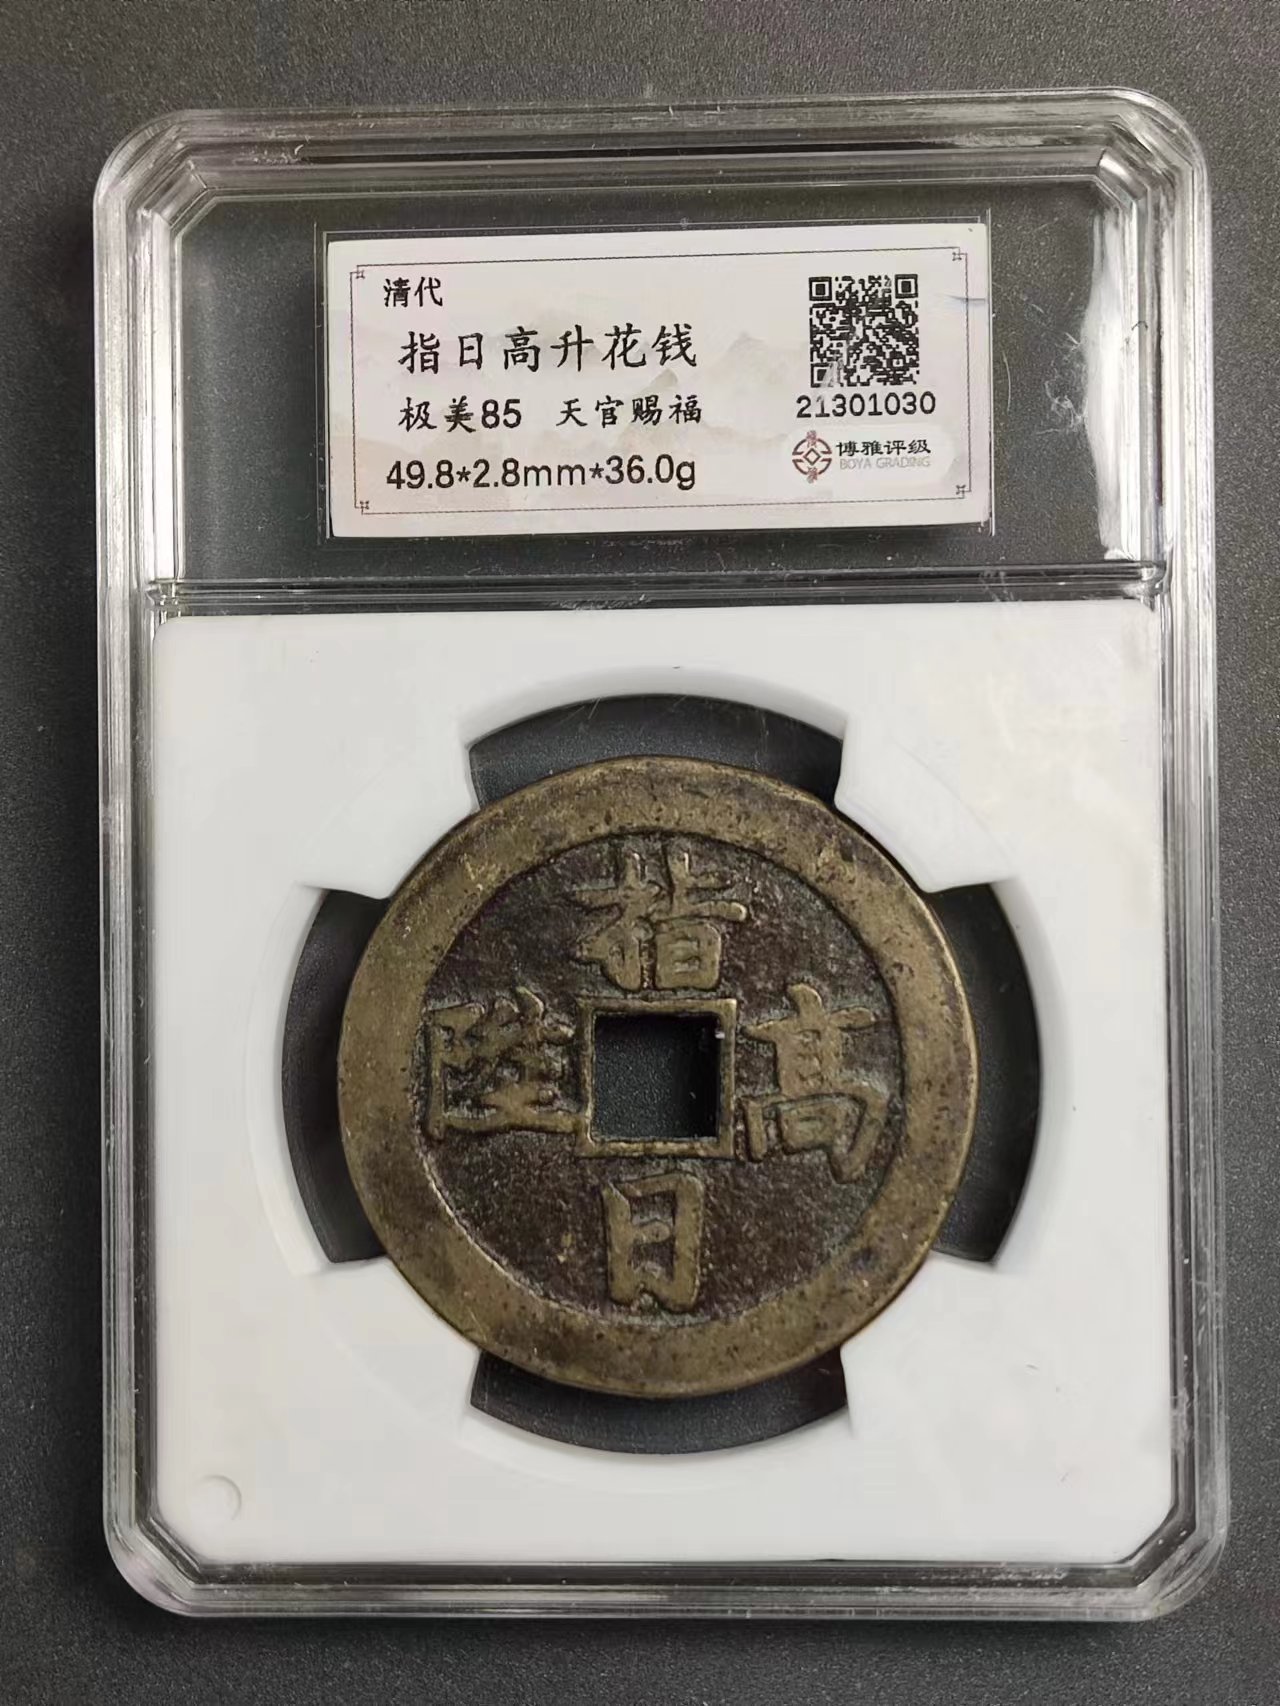 清代
指日高升花钱
极美85 天官赐福
49.8*2.8mm*36.0g
21301030
博雅评级
BOYA GRADING
指
陞 高
日